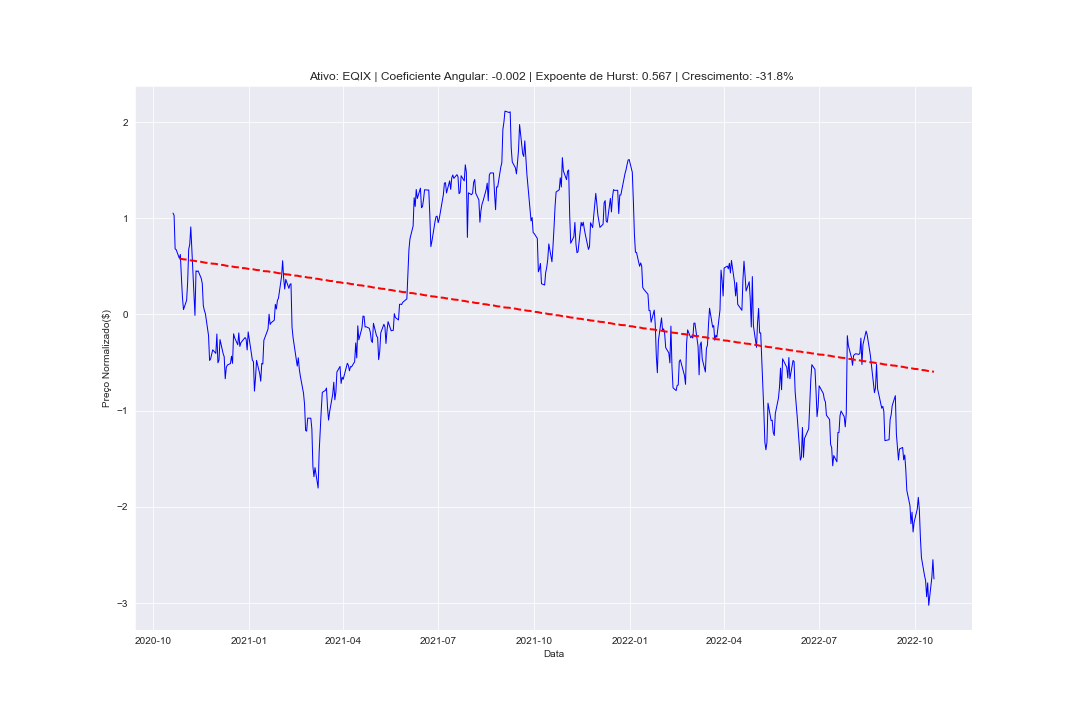 Ativo: EQIX | Coeficiente Angular: -0.002 | Expoente de Hurst: 0.567 | Crescimento: -31.8%
Preço Normalizado($)
2
1
0
−1
−2
−3
2020-10 2021-01 2021-04 2021-07 2021-10 2022-01 2022-04 2022-07 2022-10
Data